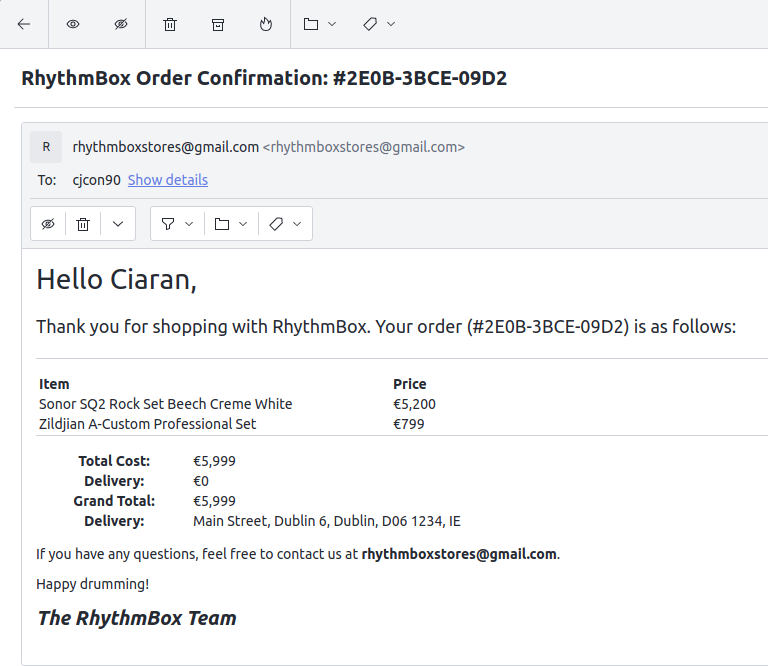 RhythmBox Order Confirmation: #2E0B-3BCE-09D2
R rhythmboxstores@gmail.com <rhythmboxstores@gmail.com>
To: cjcon90 Show details
Hello Ciaran,
Thank you for shopping with RhythmBox. Your order (#2E0B-3BCE-09D2) is as follows:
Item Price
Sonor SQ2 Rock Set Beech Creme White €5,200
Zildjian A-Custom Professional Set €799
Total Cost: €5,999
Delivery: €0
Grand Total: €5,999
Delivery: Main Street, Dublin 6, Dublin, D06 1234, IE
If you have any questions, feel free to contact us at rhythmboxstores@gmail.com.
Happy drumming!
The RhythmBox Team